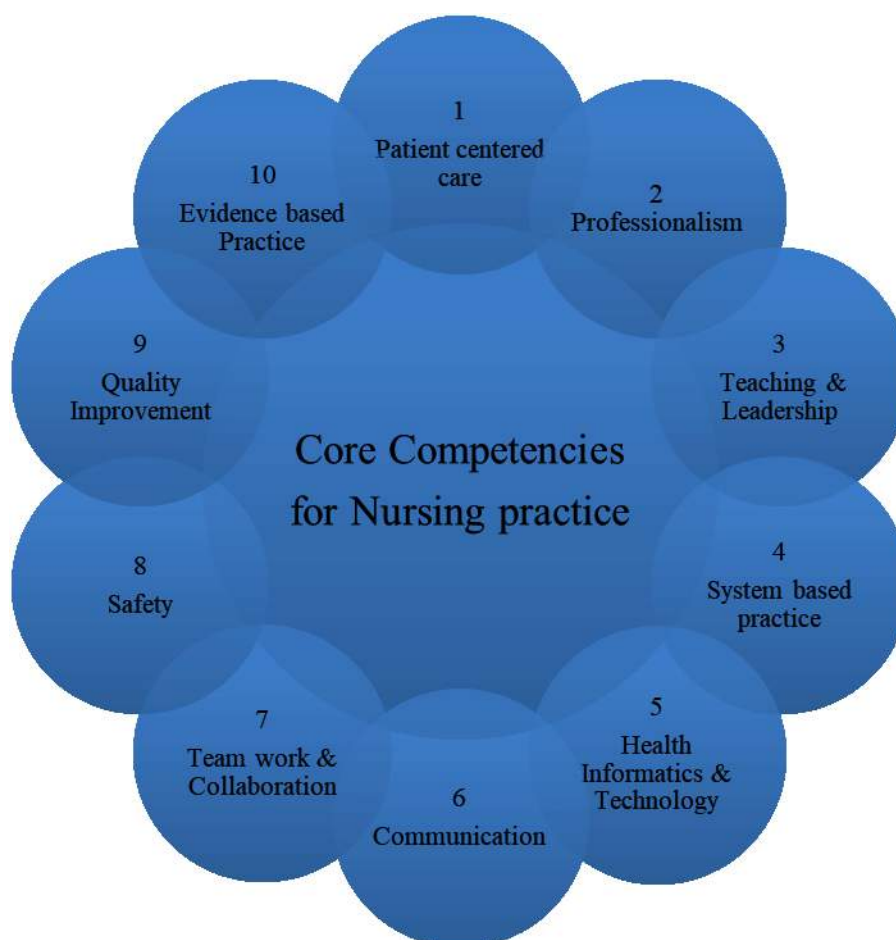 1
Patient centered
care
2
Professionalism
3
Teaching &
Leadership
4
System based
practice
5
Health
Informatics &
Technology
6
Communication
7
Team work &
Collaboration
8
Safety
9
Quality
Improvement
10
Evidence based
Practice
Core Competencies
for Nursing practice